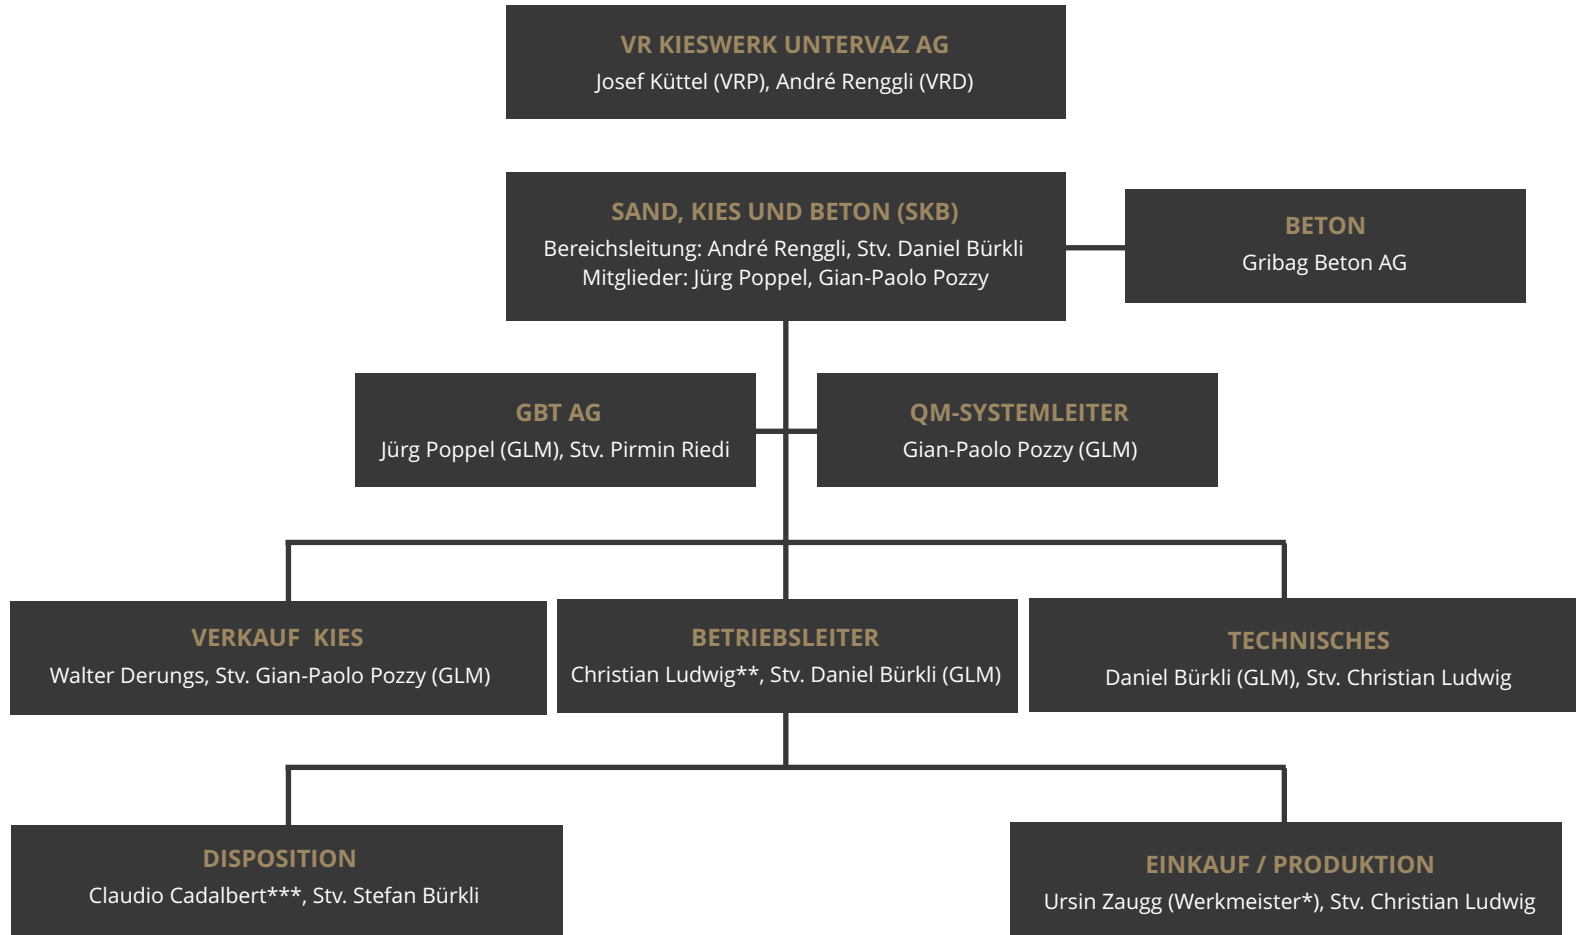 VR KIESWERK UNTERVAZ AG
Josef Küttel (VRP), André Renggli (VRD)
SAND, KIES UND BETON (SKB)
Bereichsleitung: André Renggli, Stv. Daniel Bürkli
Mitglieder: Jürg Poppel, Gian-Paolo Pozzy
BETON
Gribag Beton AG
GBT AG
Jürg Poppel (GLM), Stv. Pirmin Riedi
QM-SYSTEMLEITER
Gian-Paolo Pozzy (GLM)
VERKAUF KIES
Walter Derungs, Stv. Gian-Paolo Pozzy (GLM)
BETRIEBSLEITER
Christian Ludwig**, Stv. Daniel Bürkli (GLM)
TECHNISCHES
Daniel Bürkli (GLM), Stv. Christian Ludwig
DISPOSITION
Claudio Cadalbert***, Stv. Stefan Bürkli
EINKAUF / PRODUKTION
Ursin Zaugg (Werkmeister*), Stv. Christian Ludwig